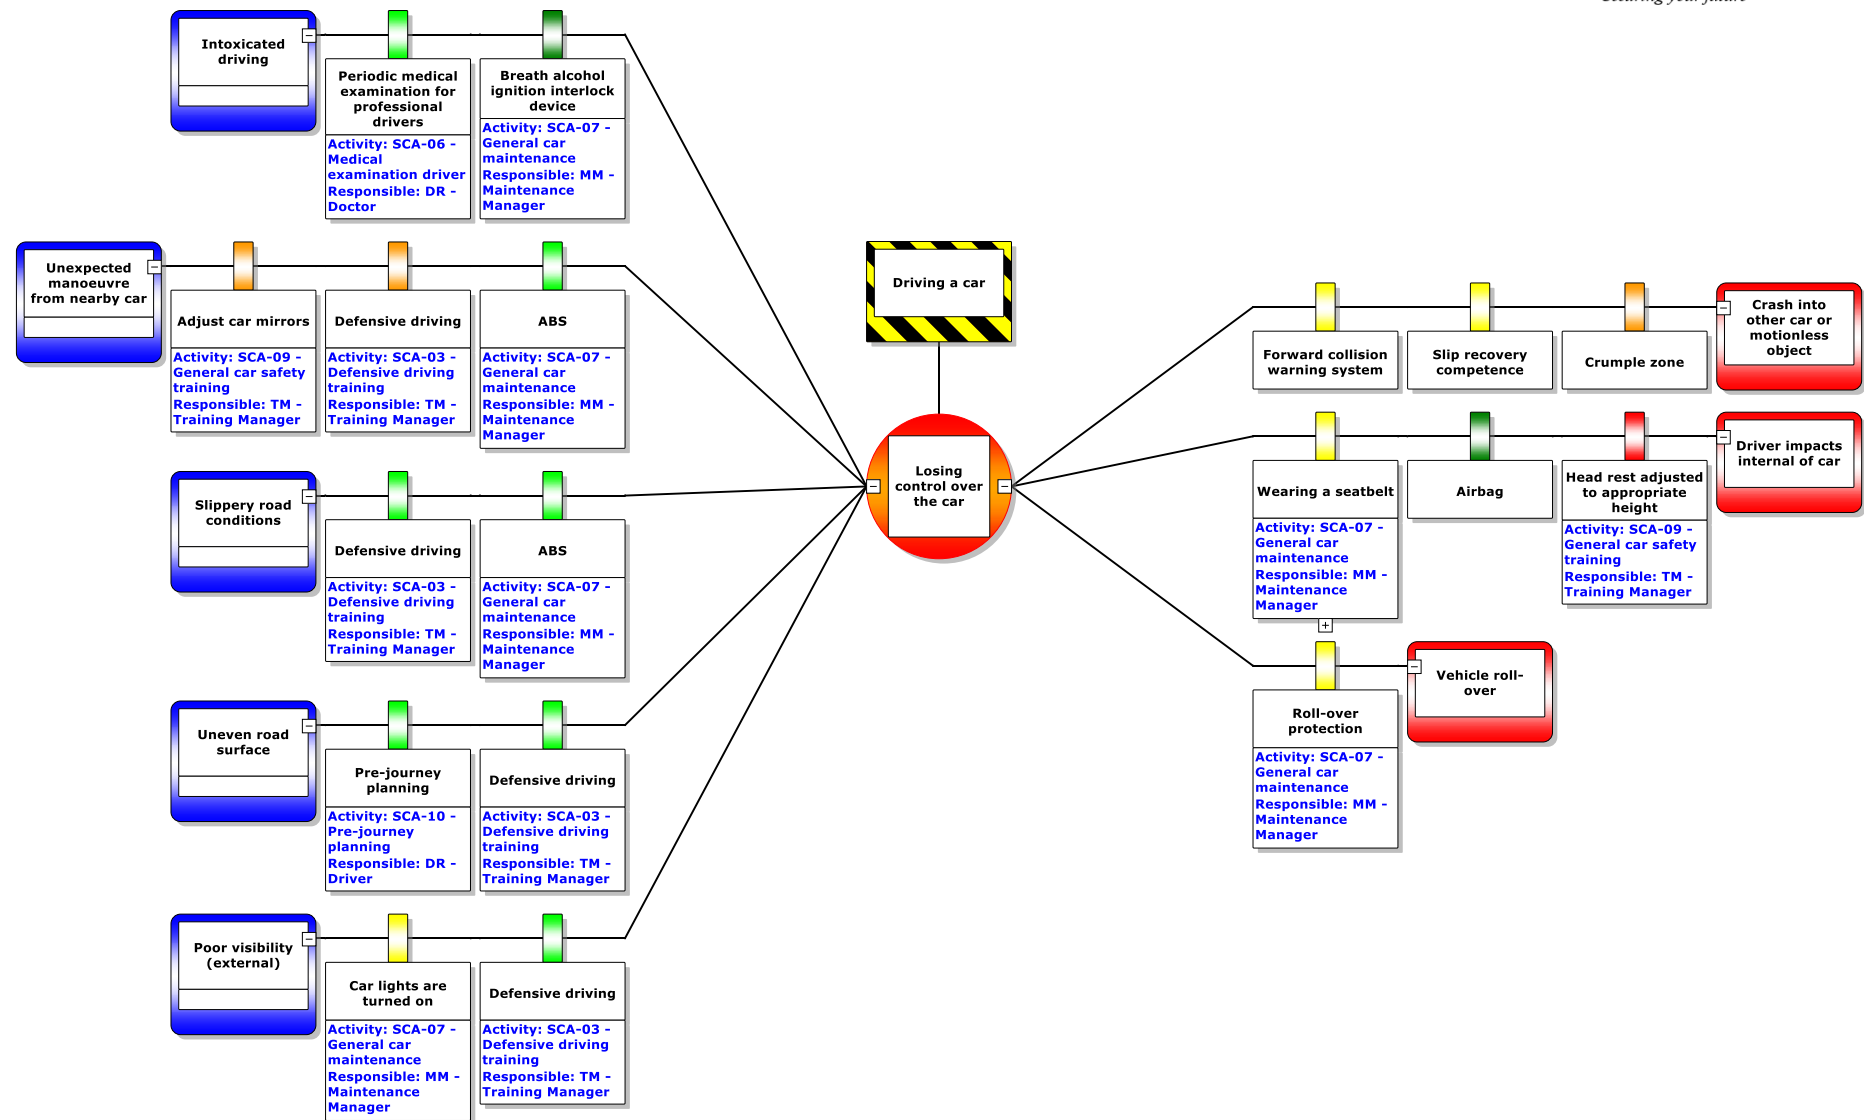 Securing your future
Intoxicated
driving
Periodic medical
examination for
professional
drivers
Activity: SCA-06 -
Medical
examination driver
Responsible: DR -
Doctor
Breath alcohol
ignition interlock
device
Activity: SCA-07 -
General car
maintenance
Responsible: MM -
Maintenance
Manager
Unexpected
manoeuvre
from nearby car
Adjust car mirrors
Activity: SCA-09 -
General car safety
training
Responsible: TM -
Training Manager
Defensive driving
Activity: SCA-03 -
Defensive driving
training
Responsible: TM -
Training Manager
ABS
Activity: SCA-07 -
General car
maintenance
Responsible: MM -
Maintenance
Manager
Slippery road
conditions
Defensive driving
Activity: SCA-03 -
Defensive driving
training
Responsible: TM -
Training Manager
ABS
Activity: SCA-07 -
General car
maintenance
Responsible: MM -
Maintenance
Manager
Uneven road
surface
Pre-journey
planning
Activity: SCA-10 -
Pre-journey
planning
Responsible: DR -
Driver
Defensive driving
Activity: SCA-03 -
Defensive driving
training
Responsible: TM -
Training Manager
Poor visibility
(external)
Car lights are
turned on
Activity: SCA-07 -
General car
maintenance
Responsible: MM -
Maintenance
Manager
Defensive driving
Activity: SCA-03 -
Defensive driving
training
Responsible: TM -
Training Manager
Driving a car
Losing
control over
the car
Forward collision
warning system
Slip recovery
competence
Crumple zone
Crash into
other car or
motionless
object
Wearing a seatbelt
Activity: SCA-07 -
General car
maintenance
Responsible: MM -
Maintenance
Manager
Airbag
Head rest adjusted
to appropriate
height
Activity: SCA-09 -
General car safety
training
Responsible: TM -
Training Manager
Driver impacts
internal of car
Roll-over
protection
Activity: SCA-07 -
General car
maintenance
Responsible: MM -
Maintenance
Manager
Vehicle roll-
over